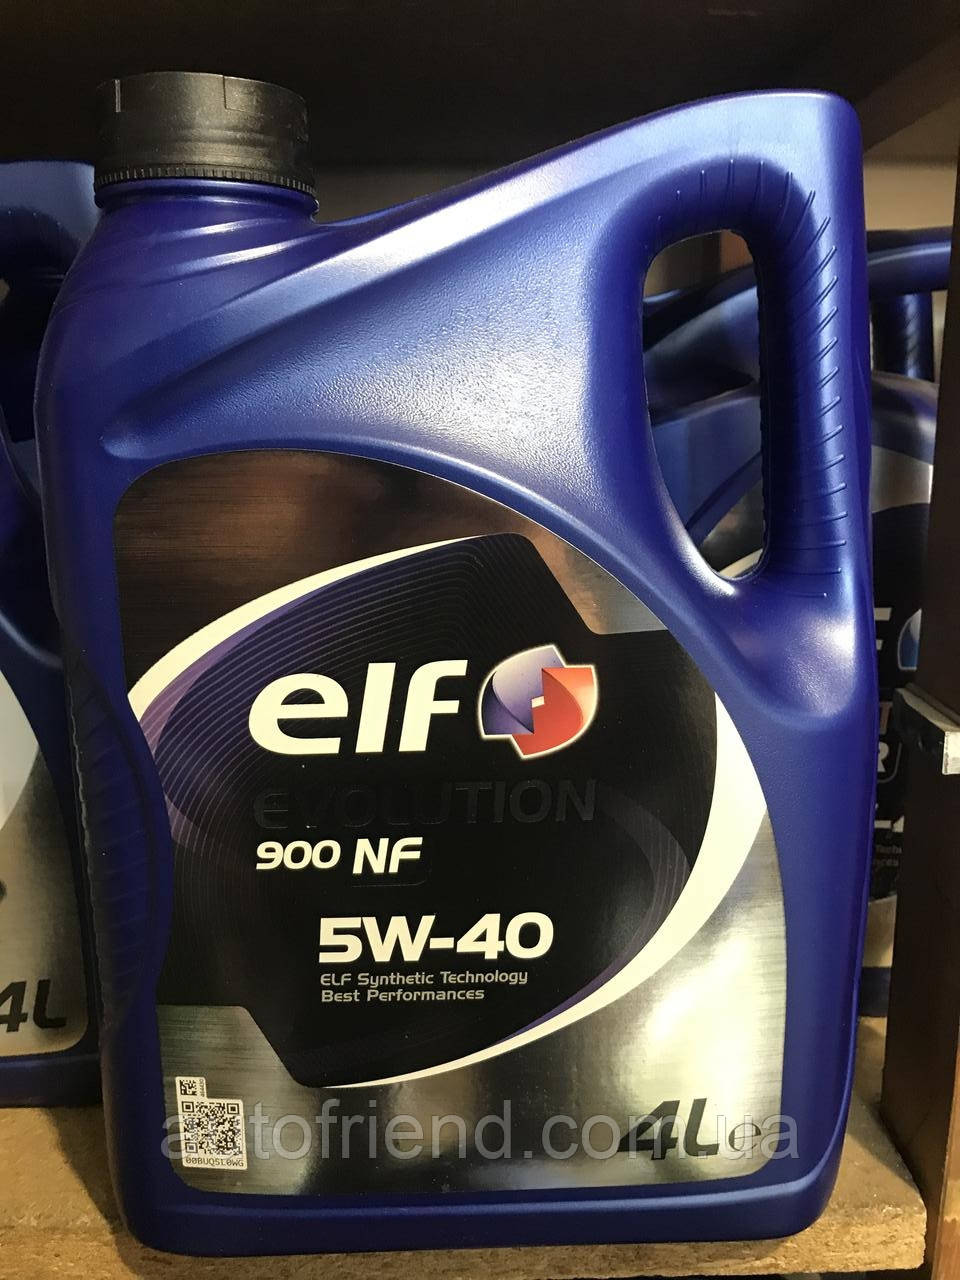 elf
EVOLUTION
900 NF
5W-40
ELF Synthetic Technology
Best Performances
4L
4L e
autofriend.com.ua